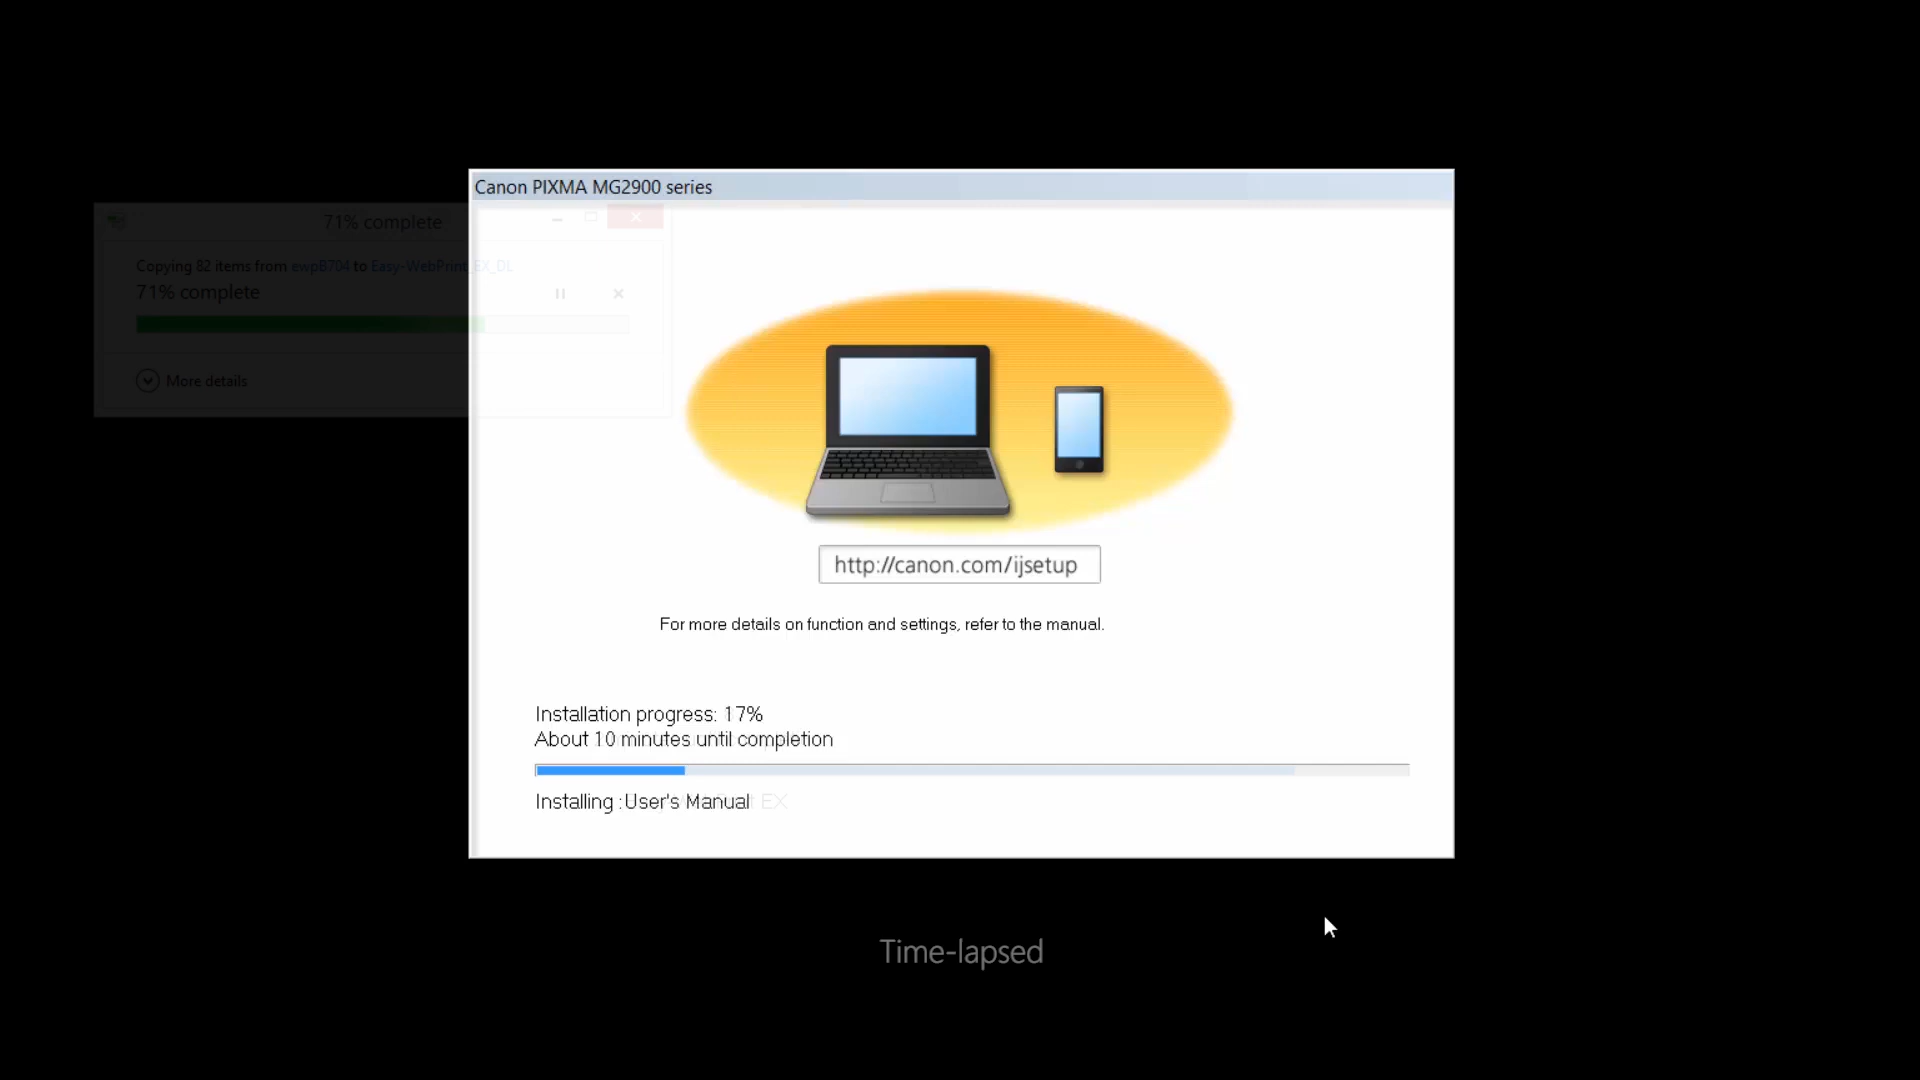 Canon PIXMA MG2900 series
71% complete
Copying 82 items from ewpB704 to Easy-WebPrint_EX_DL
71% complete
More details
http://canon.com/ijsetup
For more details on function and settings, refer to the manual.
Installation progress: 17%
About 10 minutes until completion
Installing :User's Manual EX
Time-lapsed